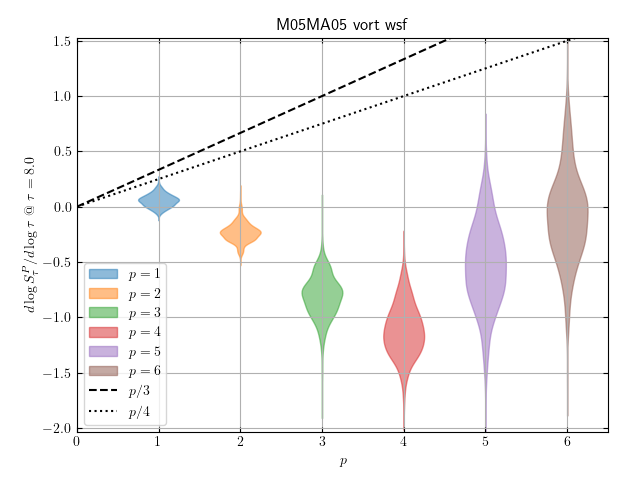 M05MA05 vort wsf
1.5
1.0
0.5
0.0
−0.5
−1.0
−1.5
−2.0
d log S_τ^P / d log τ @ τ = 8.0
p = 1
p = 2
p = 3
p = 4
p = 5
p = 6
p/3
p/4
0 1 2 3 4 5 6
p